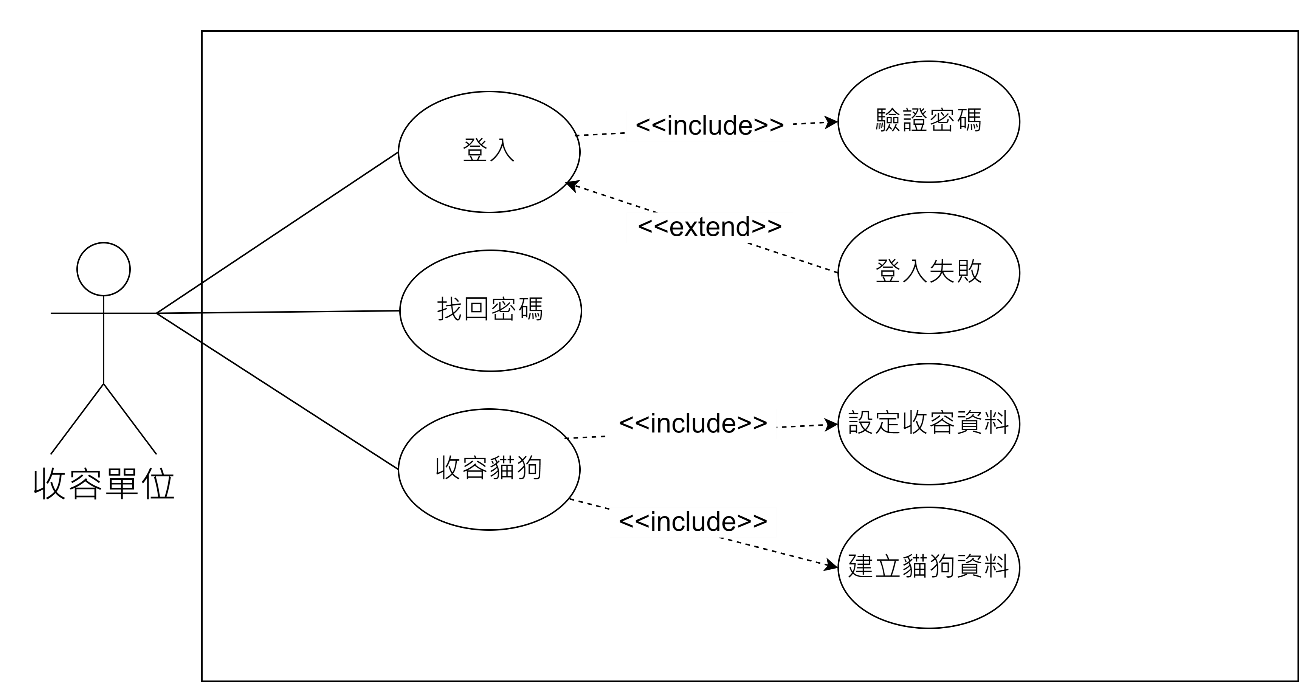 登入
<<include>>
驗證密碼
<<extend>>
登入失敗
找回密碼
收容單位
收容貓狗
<<include>>
設定收容資料
<<include>>
建立貓狗資料